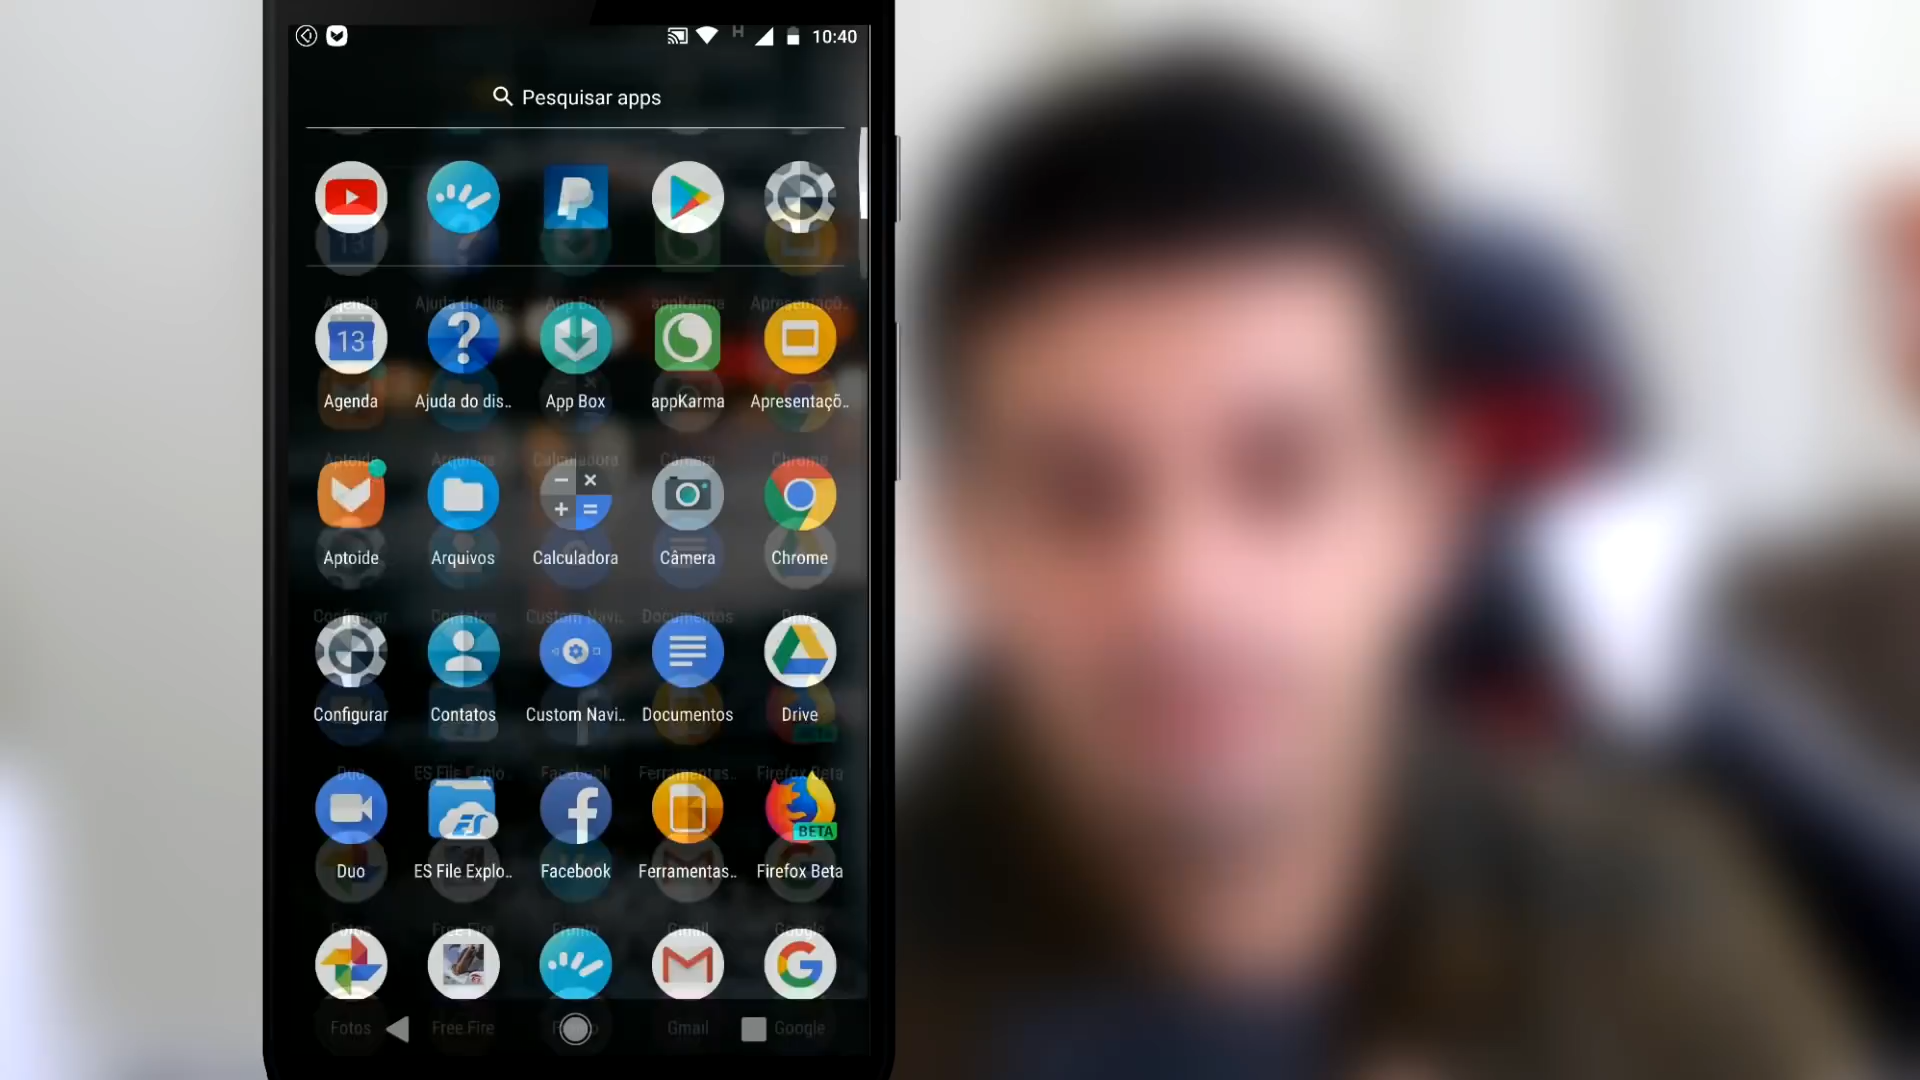 H 10:40
Pesquisar apps
13
Agenda Ajuda do dis.. App Box appKarma Apresentaçõ..
Aptoide Arquivos Calculadora Câmera Chrome
Configurar Contatos Custom Navi.. Documentos Drive
BETA
Duo ES File Explo.. Facebook Ferramentas.. Firefox Beta
Fotos Free Fire Gmail Google